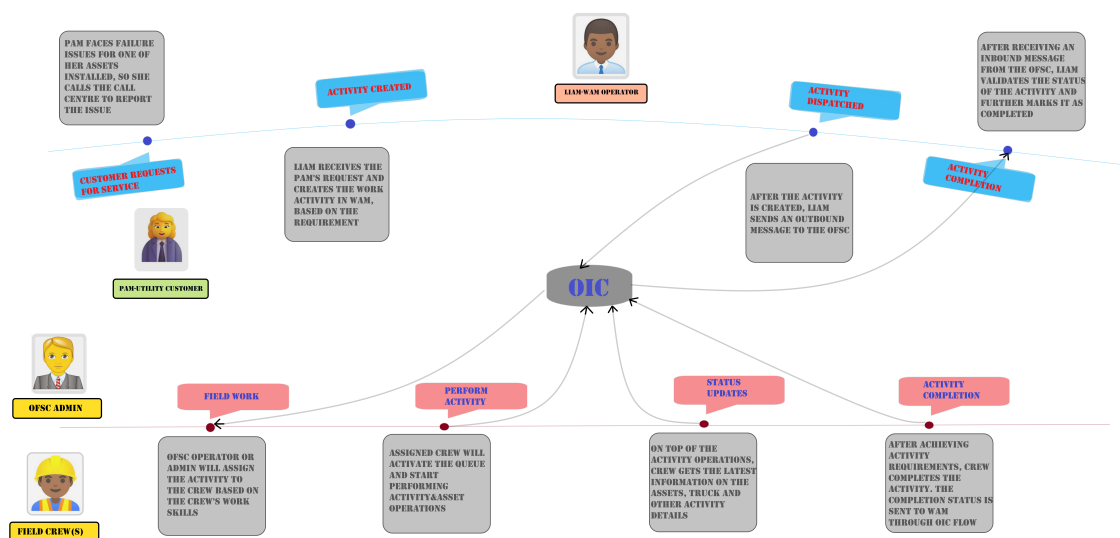 PAM FACES FAILURE
ISSUES FOR ONE OF
HER ASSETS
INSTALLED, SO SHE
CALLS THE CALL
CENTRE TO REPORT
THE ISSUE
CUSTOMER REQUESTS
FOR SERVICE
PAM-UTILITY CUSTOMER
ACTIVITY CREATED
LIAM RECEIVES THE
PAM'S REQUEST AND
CREATES THE WORK
ACTIVITY IN WAM,
BASED ON THE
REQUIREMENT
LIAM-WAM OPERATOR
ACTIVITY
DISPATCHED
AFTER THE ACTIVITY
IS CREATED, LIAM
SENDS AN OUTBOUND
MESSAGE TO THE OFSC
AFTER RECEIVING AN
INBOUND MESSAGE
FROM THE OFSC, LIAM
VALIDATES THE STATUS
OF THE ACTIVITY AND
FURTHER MARKS IT AS
COMPLETED
ACTIVITY
COMPLETION
OIC
OFSC ADMIN
FIELD CREW(S)
FIELD WORK
OFSC OPERATOR OR
ADMIN WILL ASSIGN
THE ACTIVITY TO
THE CREW BASED ON
THE CREW'S WORK
SKILLS
PERFORM
ACTIVITY
ASSIGNED CREW WILL
ACTIVATE THE QUEUE
AND START
PERFORMING
ACTIVITY&ASSET
OPERATIONS
STATUS
UPDATES
ON TOP OF THE
ACTIVITY OPERATIONS,
CREW GETS THE LATEST
INFORMATION ON THE
ASSETS, TRUCK AND
OTHER ACTIVITY
DETAILS
ACTIVITY
COMPLETION
AFTER ACHIEVING
ACTIVITY
REQUIREMENTS, CREW
COMPLETES THE
ACTIVITY. THE
COMPLETION STATUS IS
SENT TO WAM
THROUGH OIC FLOW